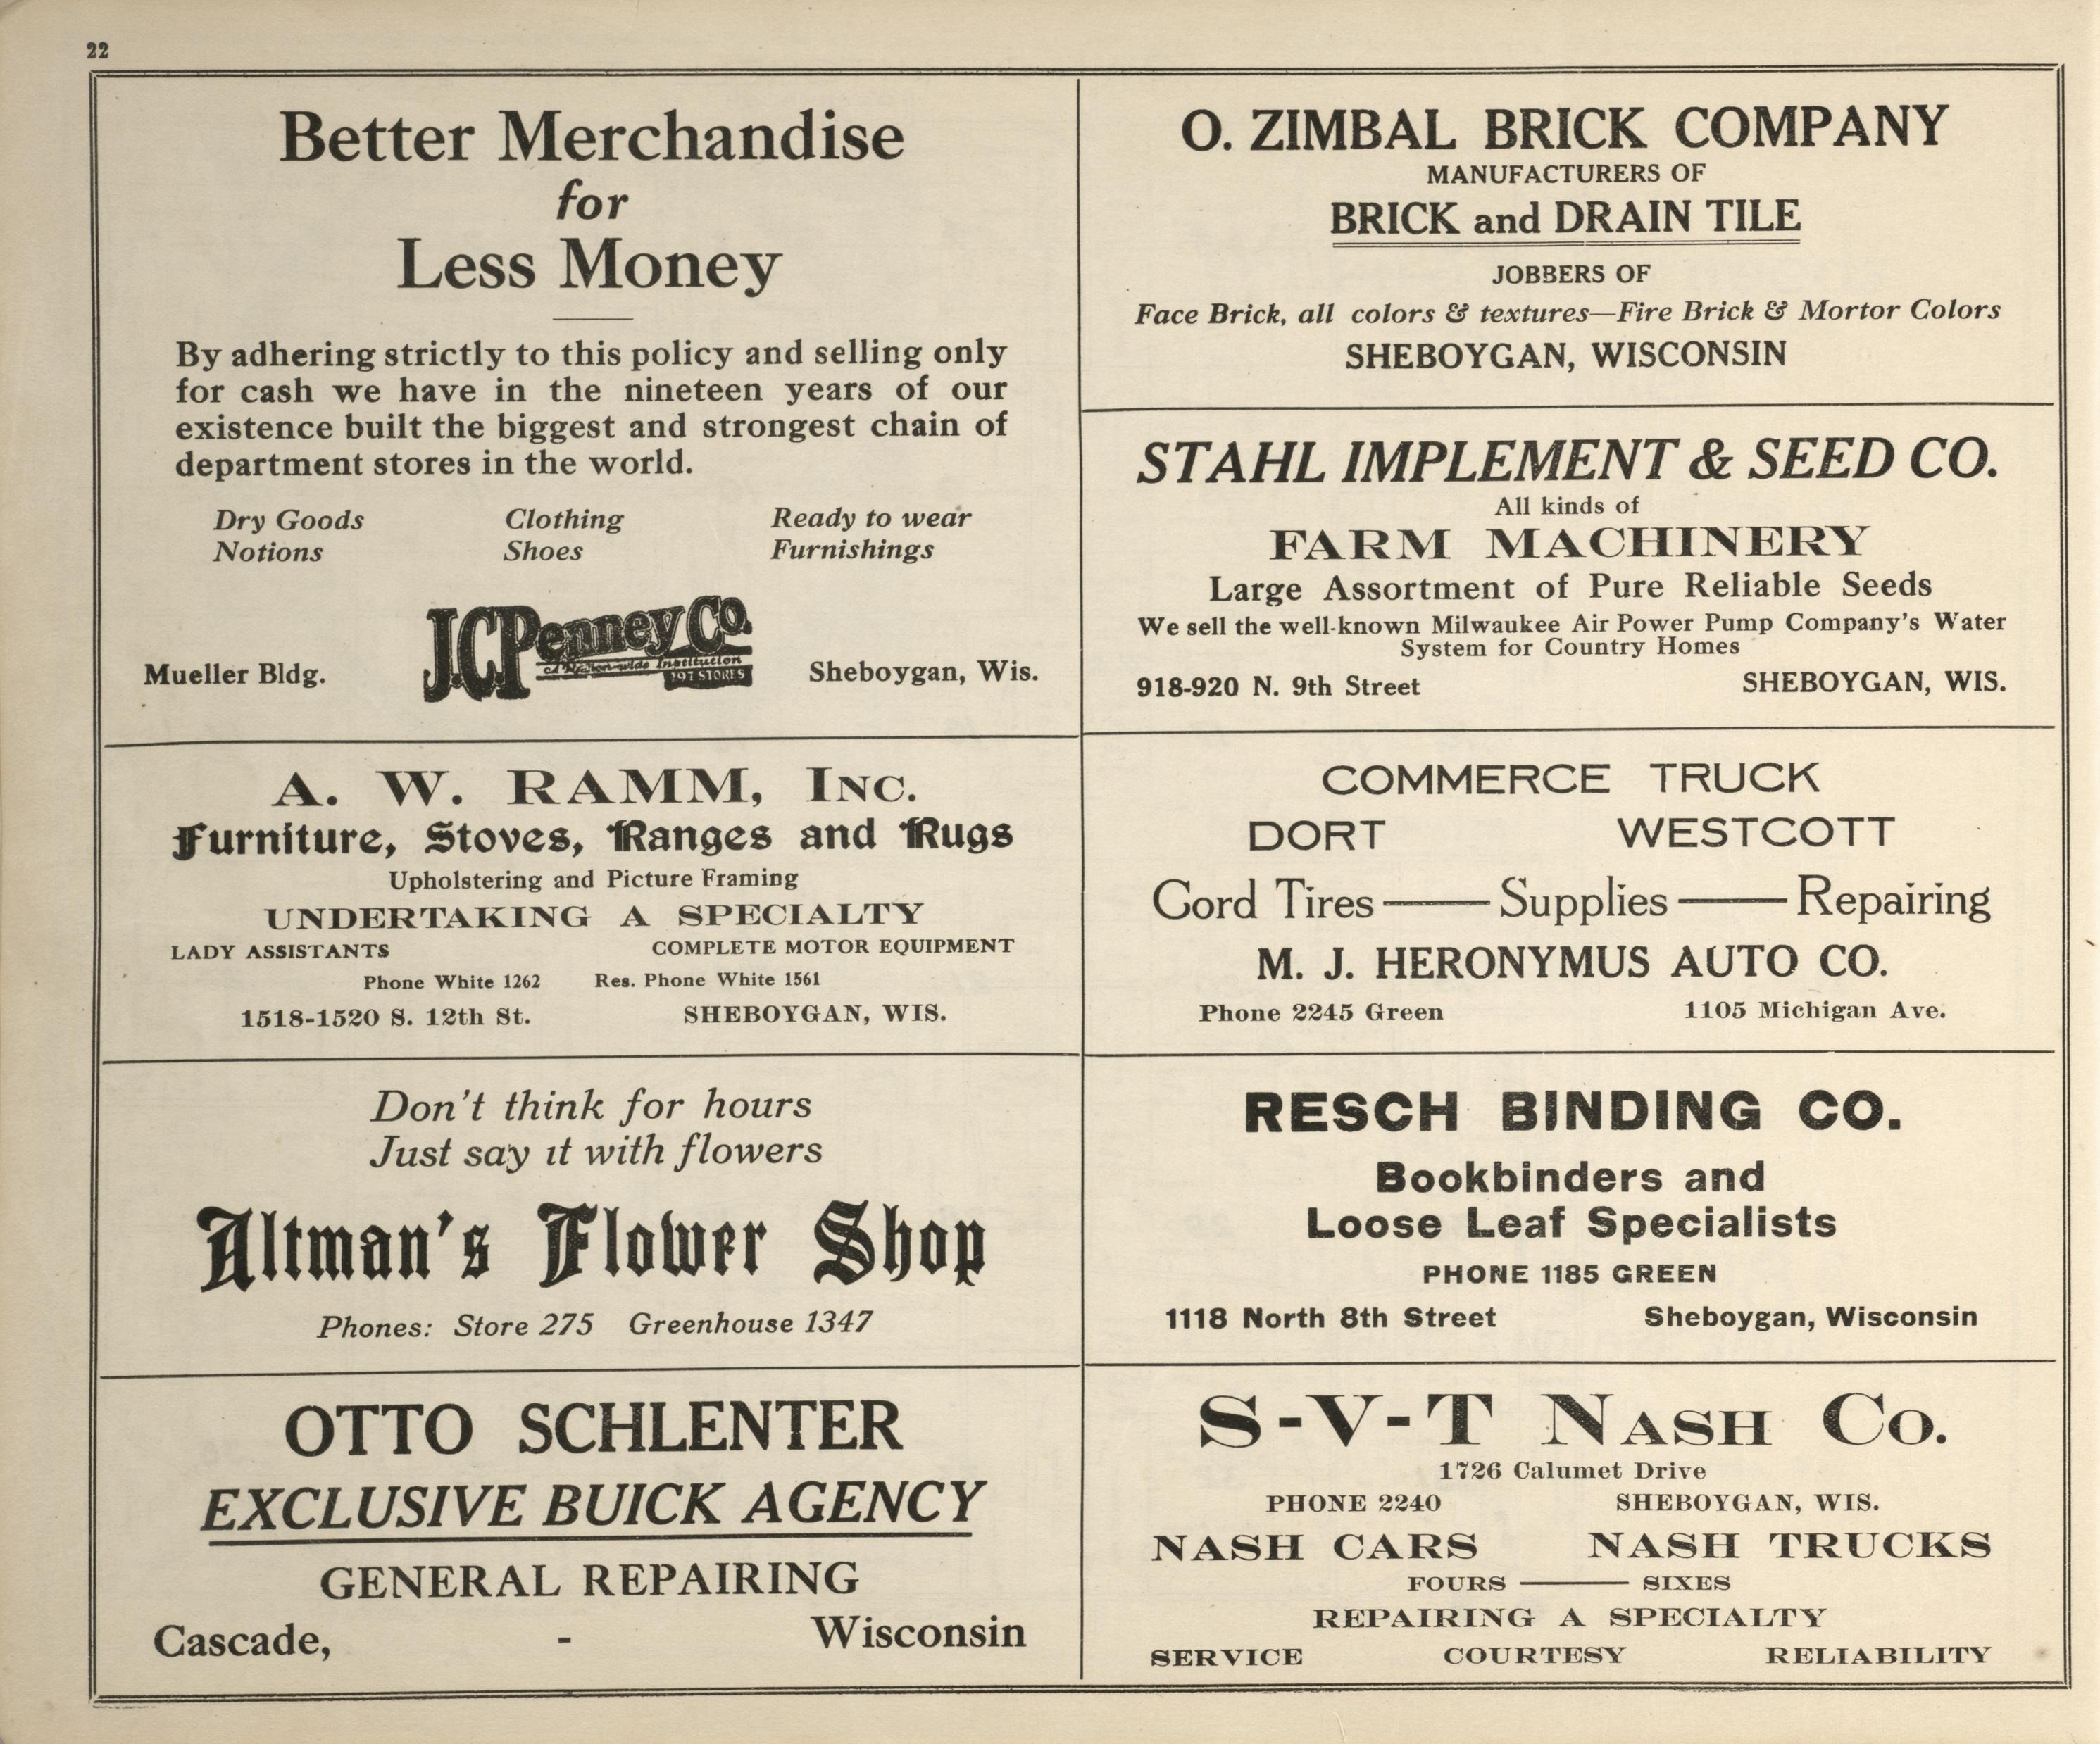 22
Better Merchandise
for
Less Money
By adhering strictly to this policy and selling only
for cash we have in the nineteen years of our
existence built the biggest and strongest chain of
department stores in the world.
Dry Goods Clothing Ready to wear
Notions Shoes Furnishings
J.C.Penney Co.
A Nation-wide Institution
197 STORES
Mueller Bldg. Sheboygan, Wis.
A. W. RAMM, INC.
Furniture, Stoves, Ranges and Rugs
Upholstering and Picture Framing
UNDERTAKING A SPECIALTY
LADY ASSISTANTS COMPLETE MOTOR EQUIPMENT
Phone White 1262 Res. Phone White 1561
1518-1520 S. 12th St. SHEBOYGAN, WIS.
Don't think for hours
Just say it with flowers
Altman's Flower Shop
Phones: Store 275 Greenhouse 1347
OTTO SCHLENTER
EXCLUSIVE BUICK AGENCY
GENERAL REPAIRING
Cascade, - Wisconsin
O. ZIMBAL BRICK COMPANY
MANUFACTURERS OF
BRICK and DRAIN TILE
JOBBERS OF
Face Brick, all colors & textures—Fire Brick & Mortor Colors
SHEBOYGAN, WISCONSIN
STAHL IMPLEMENT & SEED CO.
All kinds of
FARM MACHINERY
Large Assortment of Pure Reliable Seeds
We sell the well-known Milwaukee Air Power Pump Company's Water
System for Country Homes
918-920 N. 9th Street SHEBOYGAN, WIS.
COMMERCE TRUCK
DORT WESTCOTT
Cord Tires — Supplies — Repairing
M. J. HERONYMUS AUTO CO.
Phone 2245 Green 1105 Michigan Ave.
RESCH BINDING CO.
Bookbinders and
Loose Leaf Specialists
PHONE 1185 GREEN
1118 North 8th Street Sheboygan, Wisconsin
S-V-T NASH CO.
1726 Calumet Drive
PHONE 2240 SHEBOYGAN, WIS.
NASH CARS NASH TRUCKS
FOURS — SIXES
REPAIRING A SPECIALTY
SERVICE COURTESY RELIABILITY